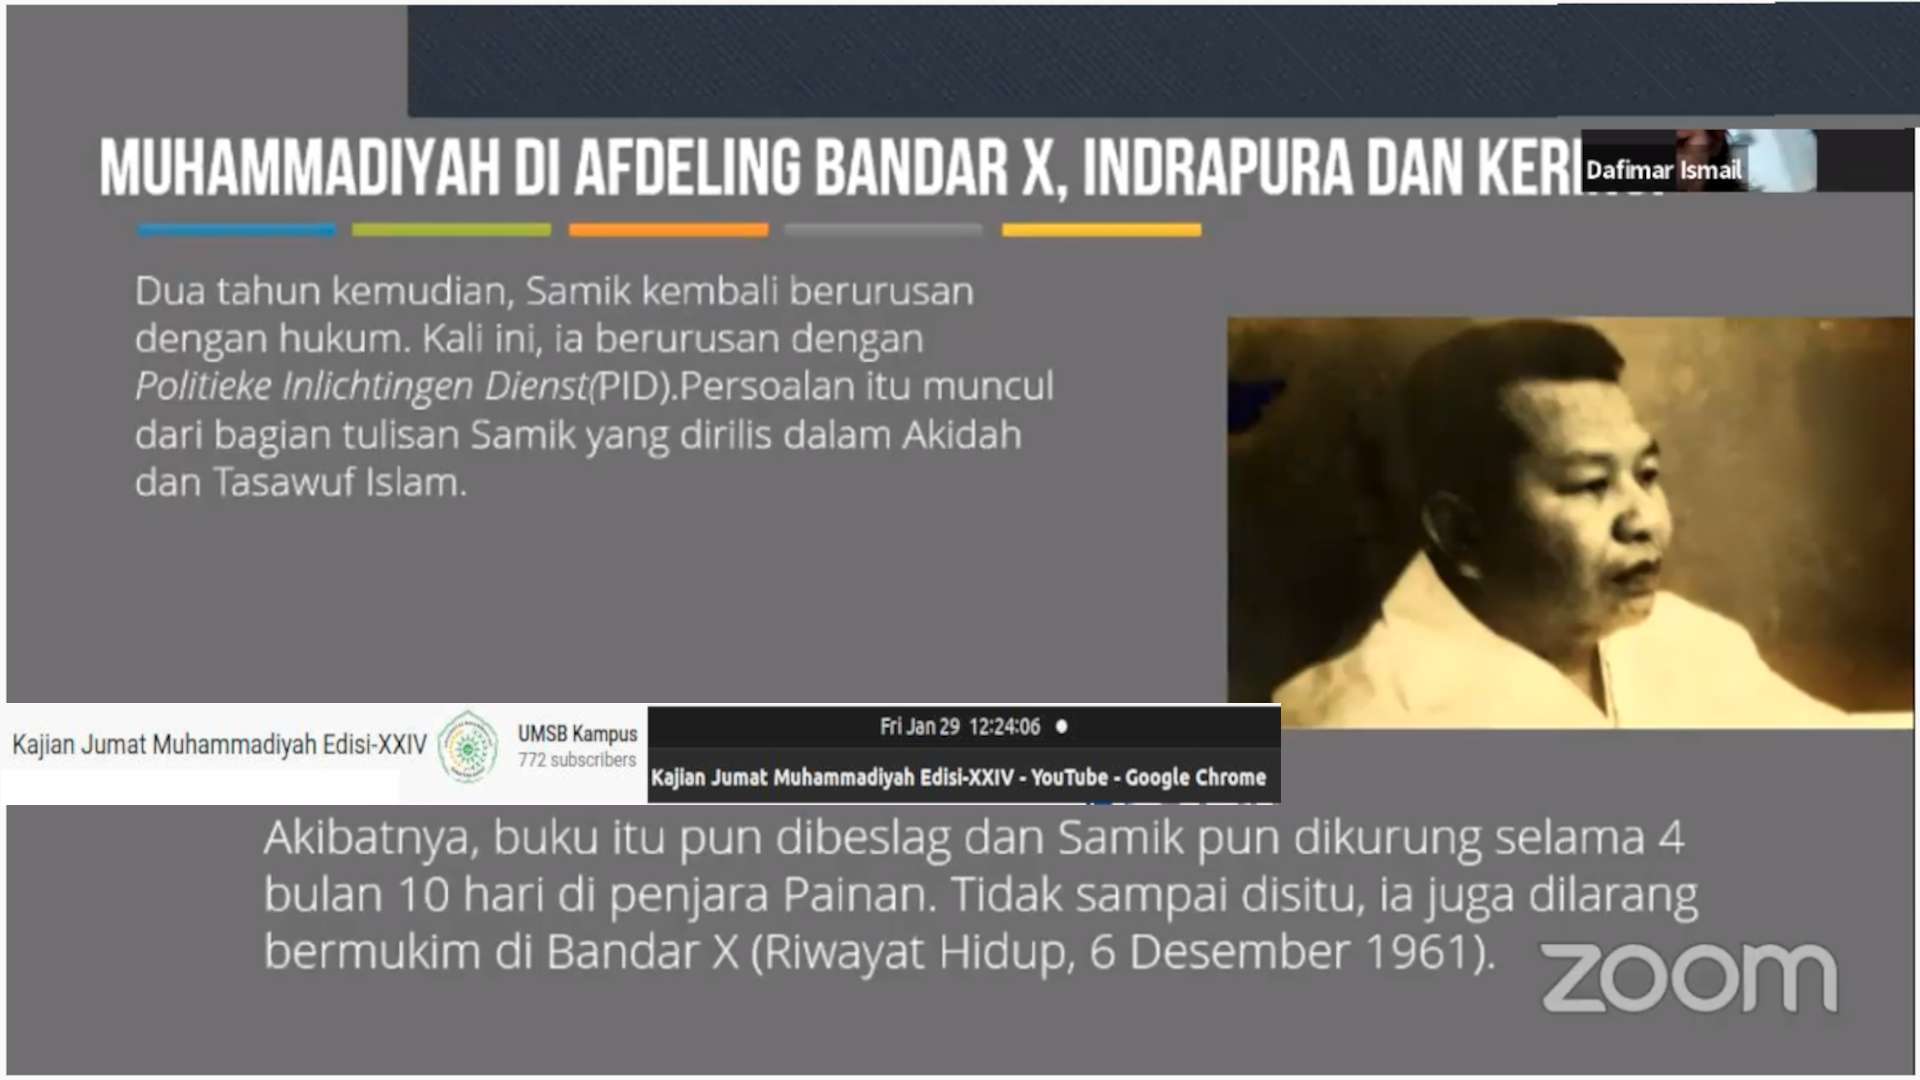 MUHAMMADIYAH DI AFDELING BANDAR X, INDRAPURA DAN
Dafimar Ismail
Dua tahun kemudian, Samik kembali berurusan
dengan hukum. Kali ini, ia berurusan dengan
Politieke Inlichtingen Dienst(PID).Persoalan itu muncul
dari bagian tulisan Samik yang dirilis dalam Akidah
dan Tasawuf Islam.
Kajian Jumat Muhammadiyah Edisi-XXIV
UMSB Kampus
772 subscribers
Fri Jan 29 12:24:06
Kajian Jumat Muhammadiyah Edisi-XXIV - YouTube - Google Chrome
Akibatnya, buku itu pun dibeslag dan Samik pun dikurung selama 4
bulan 10 hari di penjara Painan. Tidak sampai disitu, ia juga dilarang
bermukim di Bandar X (Riwayat Hidup, 6 Desember 1961).
zoom